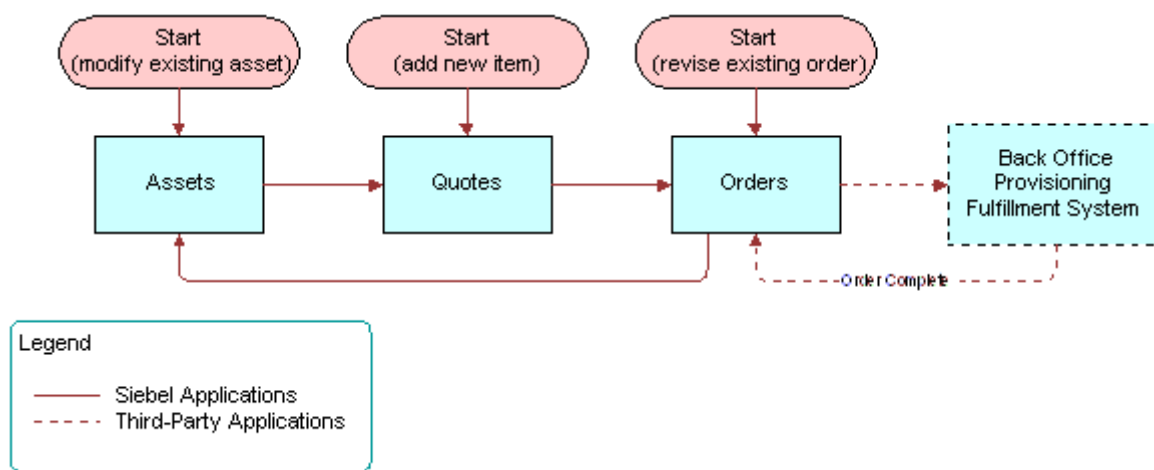 Start
(modify existing asset)
Start
(add new item)
Start
(revise existing order)
Assets
Quotes
Orders
Back Office
Provisioning
Fulfillment System
Order Complete
Legend
Siebel Applications
Third-Party Applications